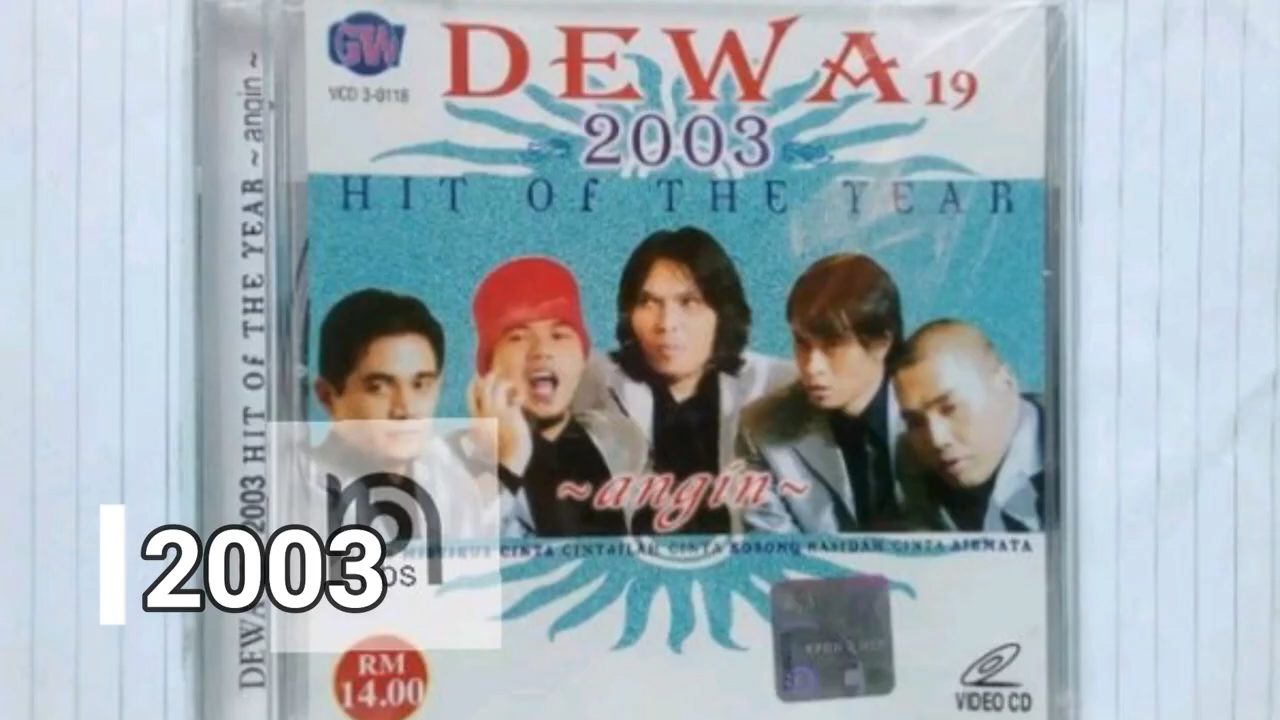 GW
VCD 3-0118
DEWA 19
2003
HIT OF THE YEAR
DEWA 2003 HIT OF THE YEAR ~ angin ~
~angin~
MISTIKUS CINTA CINTAILAH CINTA KOSONG KASIDAH CINTA AIRMATA
2003
RM
14.00
VIDEO CD